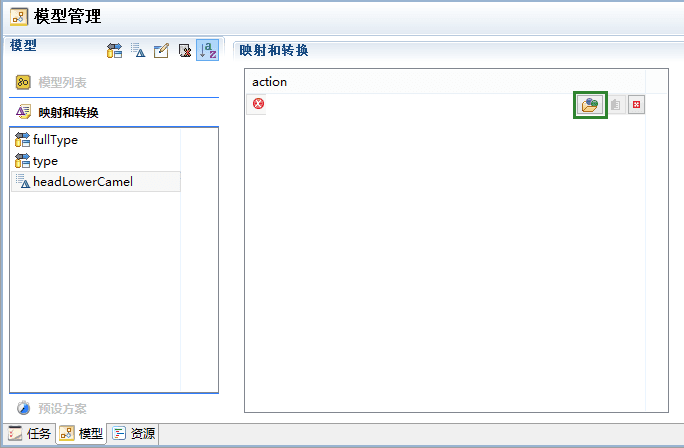 模型管理
模型
模型列表
映射和转换
fullType
type
headLowerCamel
预设方案
映射和转换
action
任务
模型
资源